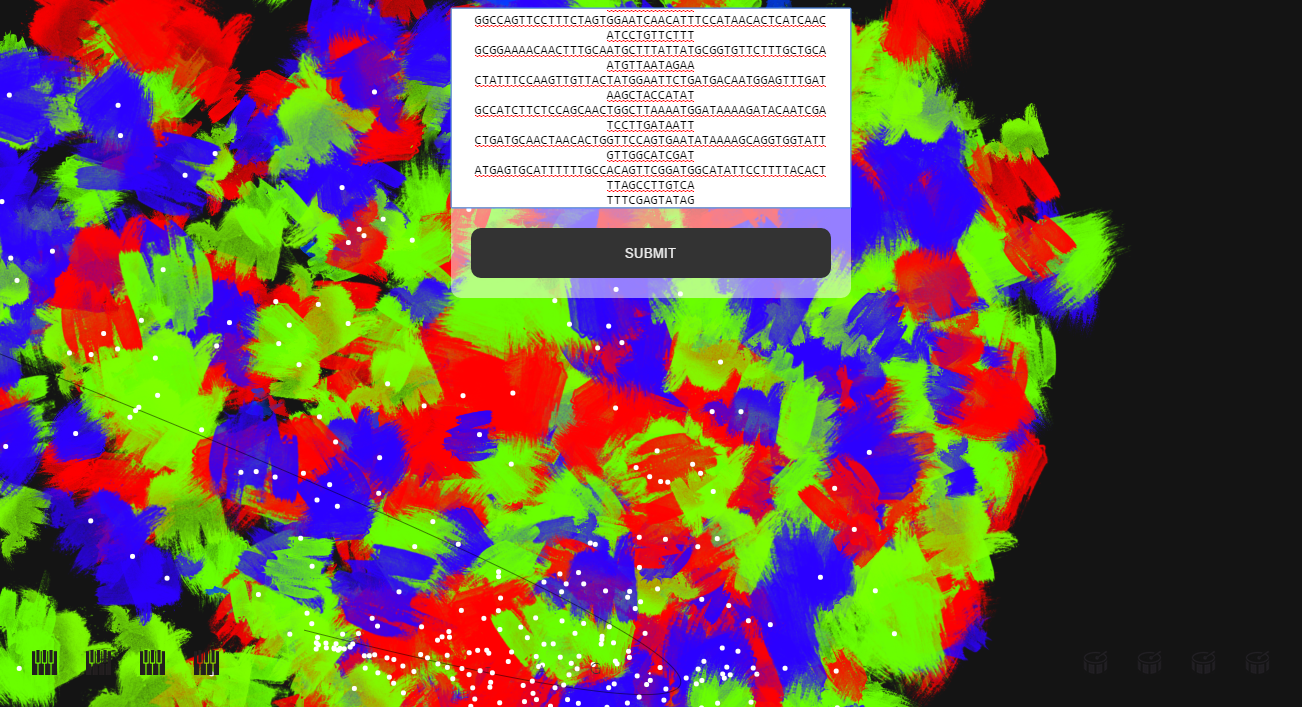 GGCCAGTTCCTTTCTAGTGGAATCAACATTTCCATAACACTCATCAAC
ATCCTGTTCTTT
GCGGAAAACAACTTTGCAATGCTTTATTATGCGGTGTTCTTTGCTGCA
ATGTTAATAGAA
CTATTTCCAAGTTGTTACTATGGAATTCTGATGACAATGGAGTTTGAT
AAGCTACCATAT
GCCATCTTCTCCAGCAACTGGCTTAAAATGGATAAAAGATACAATCGA
TCCTTGATAATT
CTGATGCAACTAACACTGGTTCCAGTGAATATAAAAGCAGGTGGTATT
GTTGGCATCGAT
ATGAGTGCATTTTTTGCCACAGTTCGGATGGCATATTCCTTTTACACT
TTAGCCTTGTCA
TTTCGAGTATAG
SUBMIT